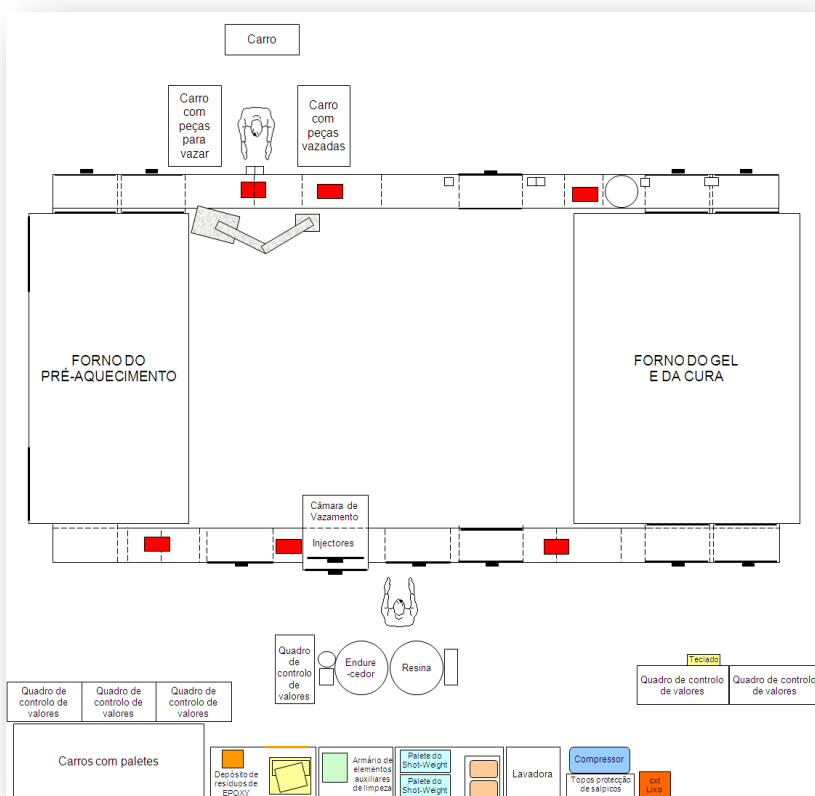 Carro
Carro
com
peças
para
vazar
Carro
com
peças
vazadas
FORNO DO
PRÉ-AQUECIMENTO
FORNO DO GEL
E DA CURA
Câmara de
Vazamento
Injectores
Quadro
de
controlo
de
valores
Endure
-cedor
Resina
Teclado
Quadro de controlo
de valores
Quadro de controlo
de valores
Quadro de
controlo de
valores
Quadro de
controlo de
valores
Quadro de
controlo de
valores
Carros com paletes
Depósito de
resíduos de
EPOXY
Armário de
elementos
auxiliares
de limpeza
Palete do
Shot-Weight
Palete do
Shot-Weight
Lavadora
Compressor
Topos protecção
de salpicos
cxt
Lixo